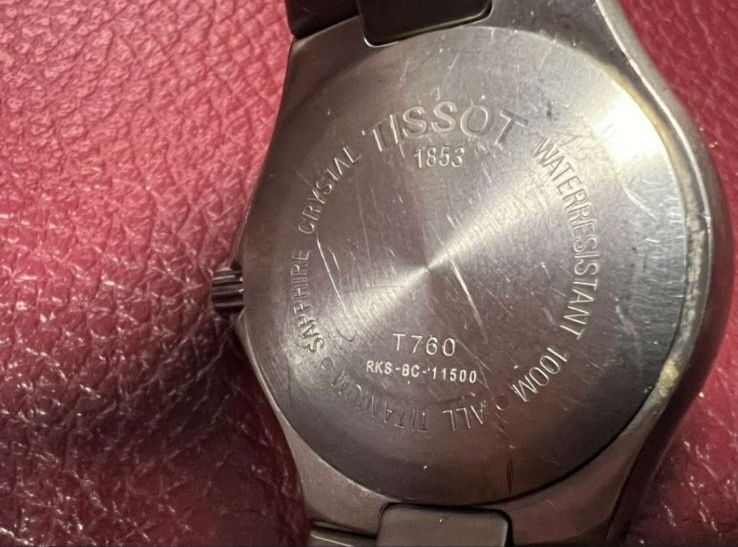 TISSOT
1853
WATERRESISTANT 100M • ALL TITANIUM • SAPPHIRE CRYSTAL
T760
RKS-BC-11500